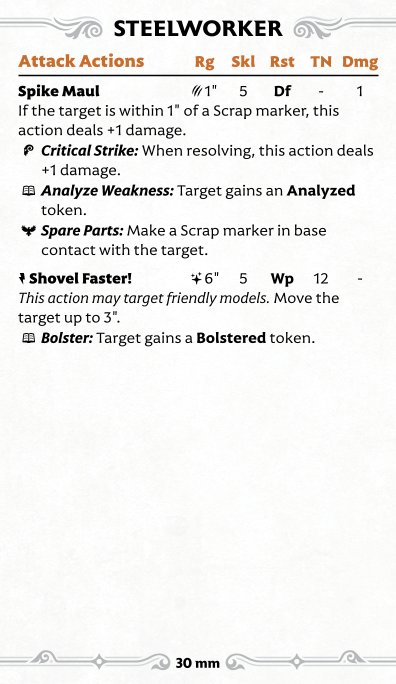 STEELWORKER
Attack Actions Rg Skl Rst TN Dmg
Spike Maul 1" 5 Df - 1
If the target is within 1" of a Scrap marker, this
action deals +1 damage.
Critical Strike: When resolving, this action deals
+1 damage.
Analyze Weakness: Target gains an Analyzed
token.
Spare Parts: Make a Scrap marker in base
contact with the target.
Shovel Faster! 6" 5 Wp 12 -
This action may target friendly models. Move the
target up to 3".
Bolster: Target gains a Bolstered token.
30 mm